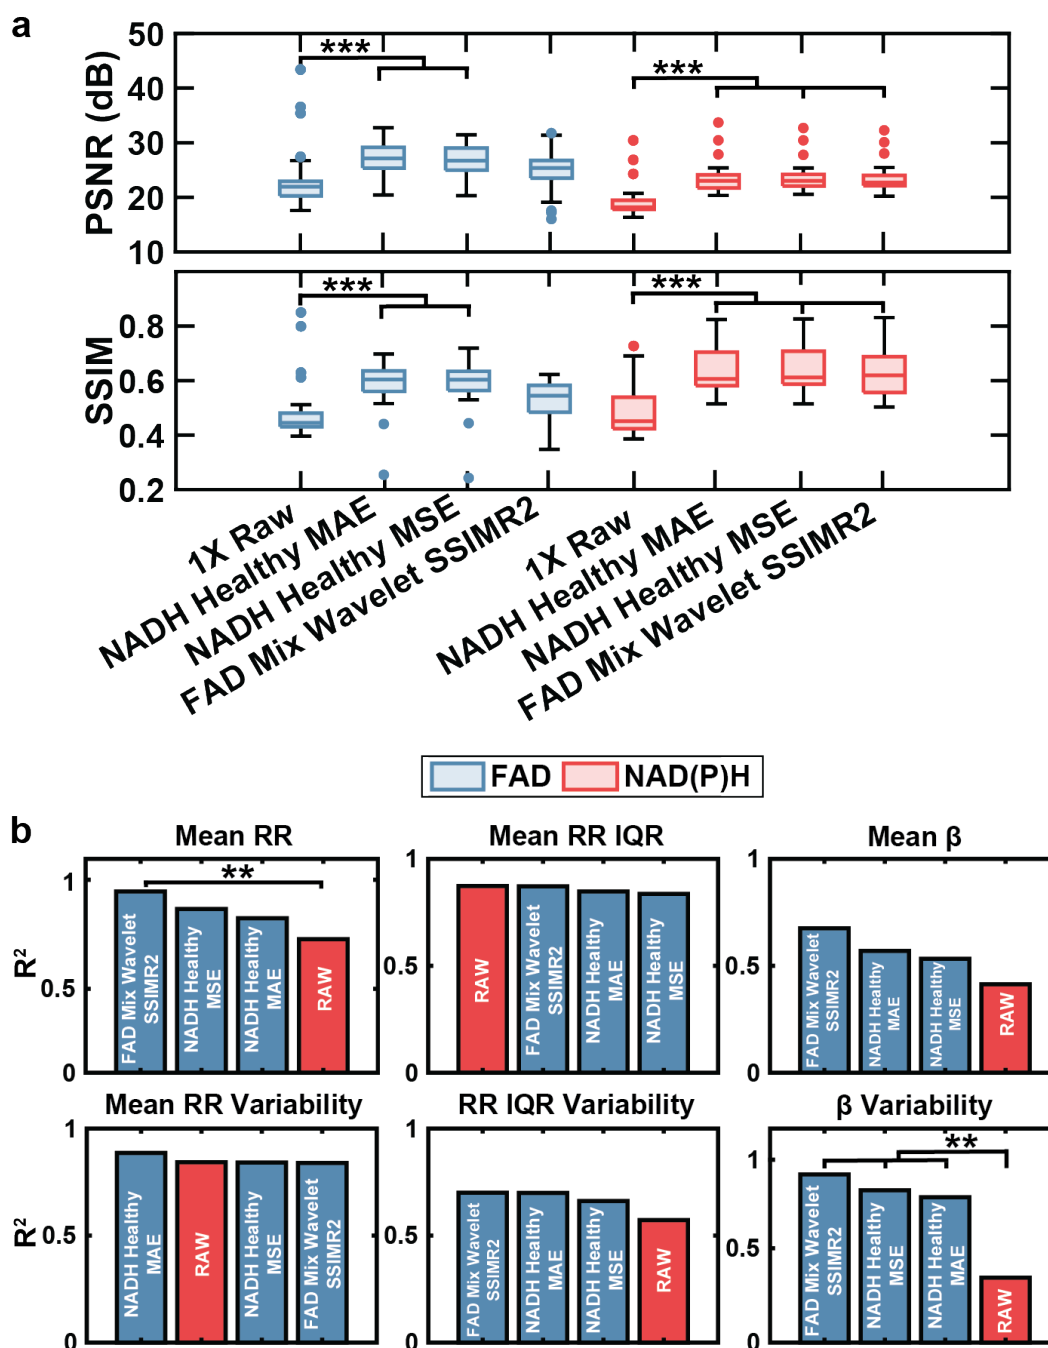 a
PSNR (dB)
50
40
30
20
10
***
***
SSIM
0.8
0.6
0.4
0.2
***
***
1X Raw
NADH Healthy MAE
NADH Healthy MSE
FAD Mix Wavelet SSIMR2
1X Raw
NADH Healthy MAE
NADH Healthy MSE
FAD Mix Wavelet SSIMR2
FAD
NAD(P)H
b
Mean RR
R²
1
0.5
0
**
FAD Mix Wavelet
SSIMR2
NADH Healthy
MSE
NADH Healthy
MAE
RAW
Mean RR IQR
1
0.5
0
RAW
FAD Mix Wavelet
SSIMR2
NADH Healthy
MAE
NADH Healthy
MSE
Mean β
1
0.5
0
FAD Mix Wavelet
SSIMR2
NADH Healthy
MAE
NADH Healthy
MSE
RAW
Mean RR Variability
R²
1
0.5
0
NADH Healthy
MAE
RAW
NADH Healthy
MSE
FAD Mix Wavelet
SSIMR2
RR IQR Variability
1
0.5
0
FAD Mix Wavelet
SSIMR2
NADH Healthy
MAE
NADH Healthy
MSE
RAW
β Variability
1
0.5
0
**
FAD Mix Wavelet
SSIMR2
NADH Healthy
MSE
NADH Healthy
MAE
RAW